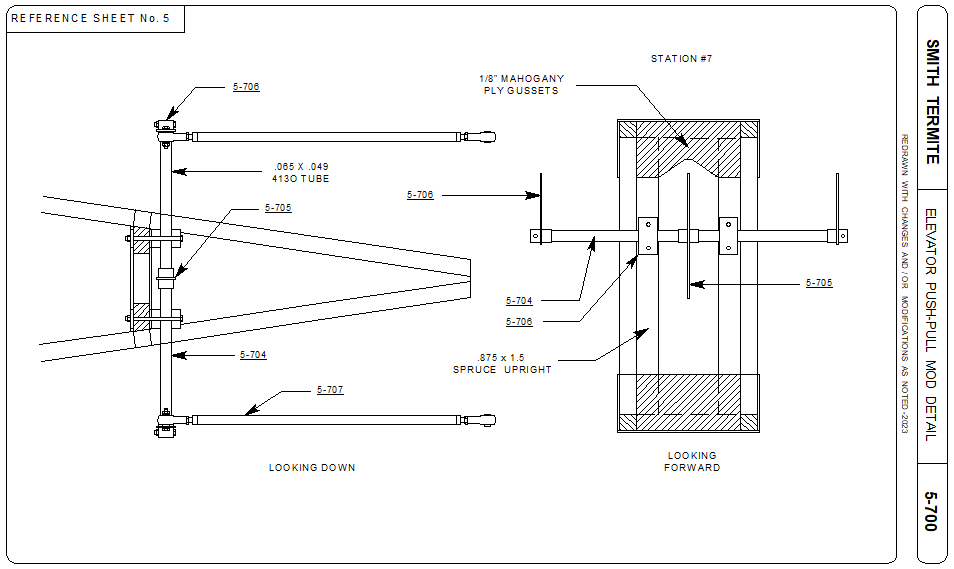 REFERENCE SHEET No. 5
STATION #7
1/8" MAHOGANY
PLY GUSSETS
5-706
.065 X .049
413O TUBE
5-706
5-705
5-705
5-704
5-706
5-704
.875 x 1.5
SPRUCE UPRIGHT
5-707
LOOKING DOWN
LOOKING
FORWARD
REDRAWN WITH CHANGES AND/OR MODIFICATIONS AS NOTED-2023
SMITH TERMITE
ELEVATOR PUSH-PULL MOD DETAIL
5-700